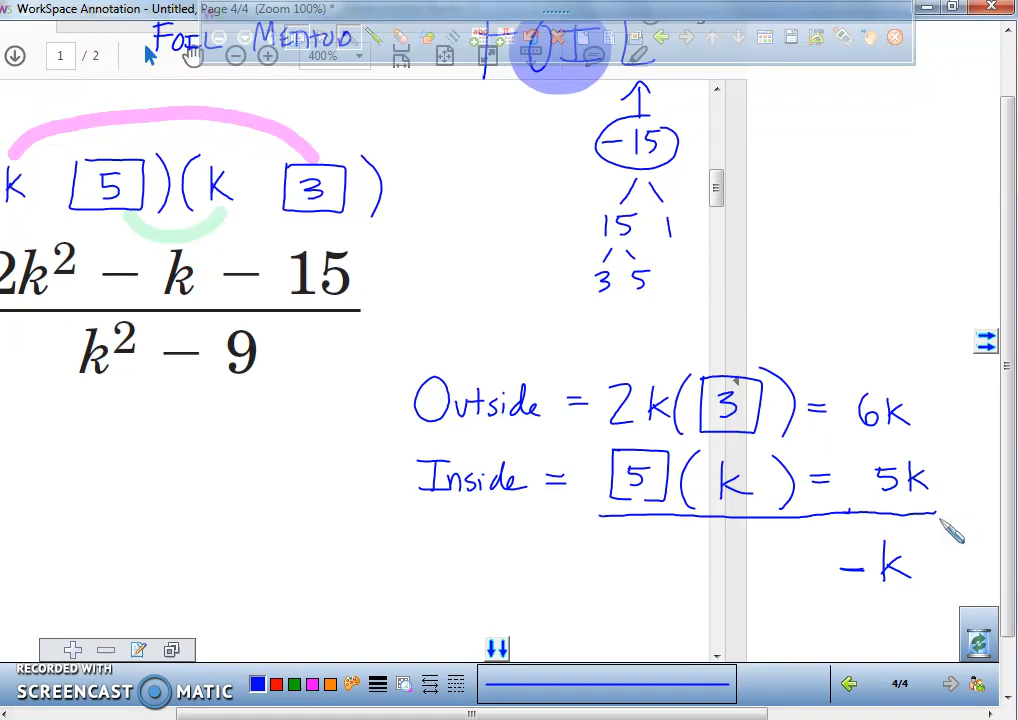 WorkSpace Annotation - Untitled, Page 4/4 (Zoom 100%) *
FOIL Method
FOIL
1 / 2
400%
-15
k 5)(k 3)
15 1
3 5
2k² − k − 15
k² − 9
Outside = 2k(3) = 6k
Inside = 5(k) = 5k
-k
RECORDED WITH
SCREENCAST MATIC
4/4